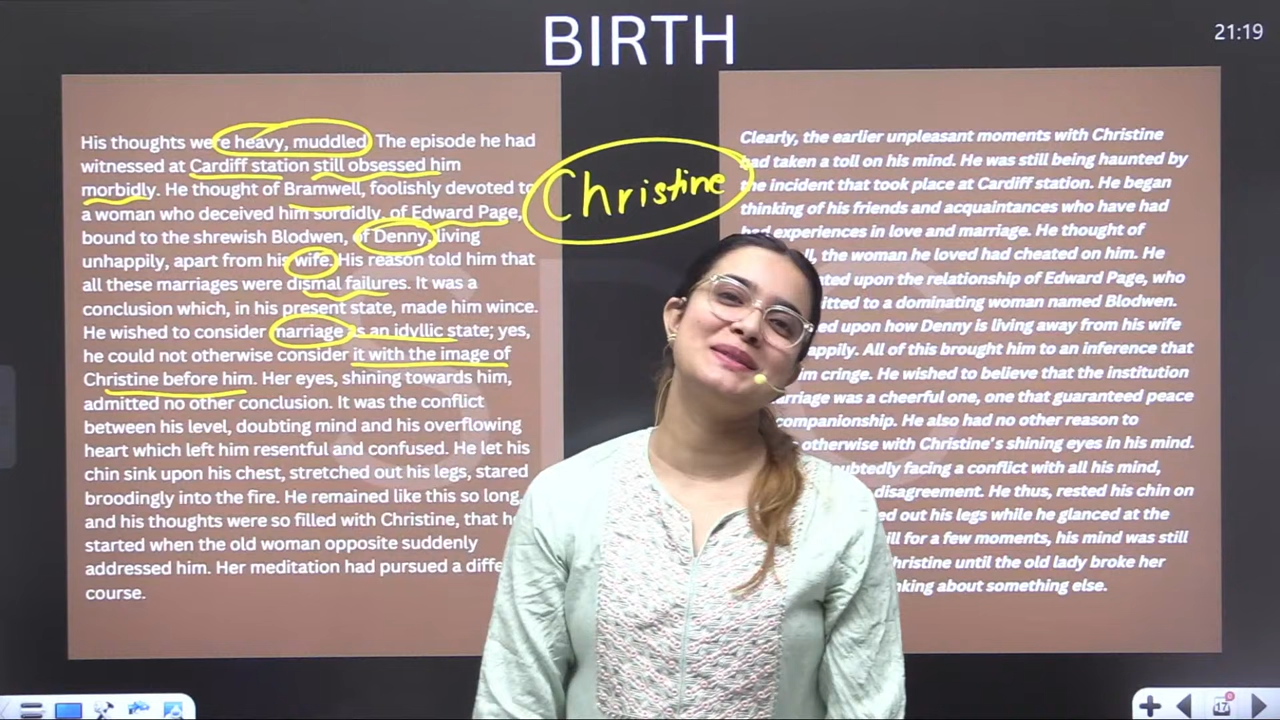 BIRTH
21:19
His thoughts were heavy, muddled. The episode he had
witnessed at Cardiff station still obsessed him
morbidly. He thought of Bramwell, foolishly devoted to
a woman who deceived him sordidly, of Edward Page,
bound to the shrewish Blodwen, of Denny, living
unhappily, apart from his wife. His reason told him that
all these marriages were dismal failures. It was a
conclusion which, in his present state, made him wince.
He wished to consider marriage as an idyllic state; yes,
he could not otherwise consider it with the image of
Christine before him. Her eyes, shining towards him,
admitted no other conclusion. It was the conflict
between his level, doubting mind and his overflowing
heart which left him resentful and confused. He let his
chin sink upon his chest, stretched out his legs, stared
broodingly into the fire. He remained like this so long,
and his thoughts were so filled with Christine, that he
started when the old woman opposite suddenly
addressed him. Her meditation had pursued a diffe
course.
Christine
Clearly, the earlier unpleasant moments with Christine
had taken a toll on his mind. He was still being haunted by
the incident that took place at Cardiff station. He began
thinking of his friends and acquaintances who have had
had experiences in love and marriage. He thought of
ll, the woman he loved had cheated on him. He
ted upon the relationship of Edward Page, who
itted to a dominating woman named Blodwen.
ed upon how Denny is living away from his wife
appily. All of this brought him to an inference that
im cringe. He wished to believe that the institution
arriage was a cheerful one, one that guaranteed peace
companionship. He also had no other reason to
otherwise with Christine's shining eyes in his mind.
oubtedly facing a conflict with all his mind,
disagreement. He thus, rested his chin on
ed out his legs while he glanced at the
ill for a few moments, his mind was still
hristine until the old lady broke her
nking about something else.
17